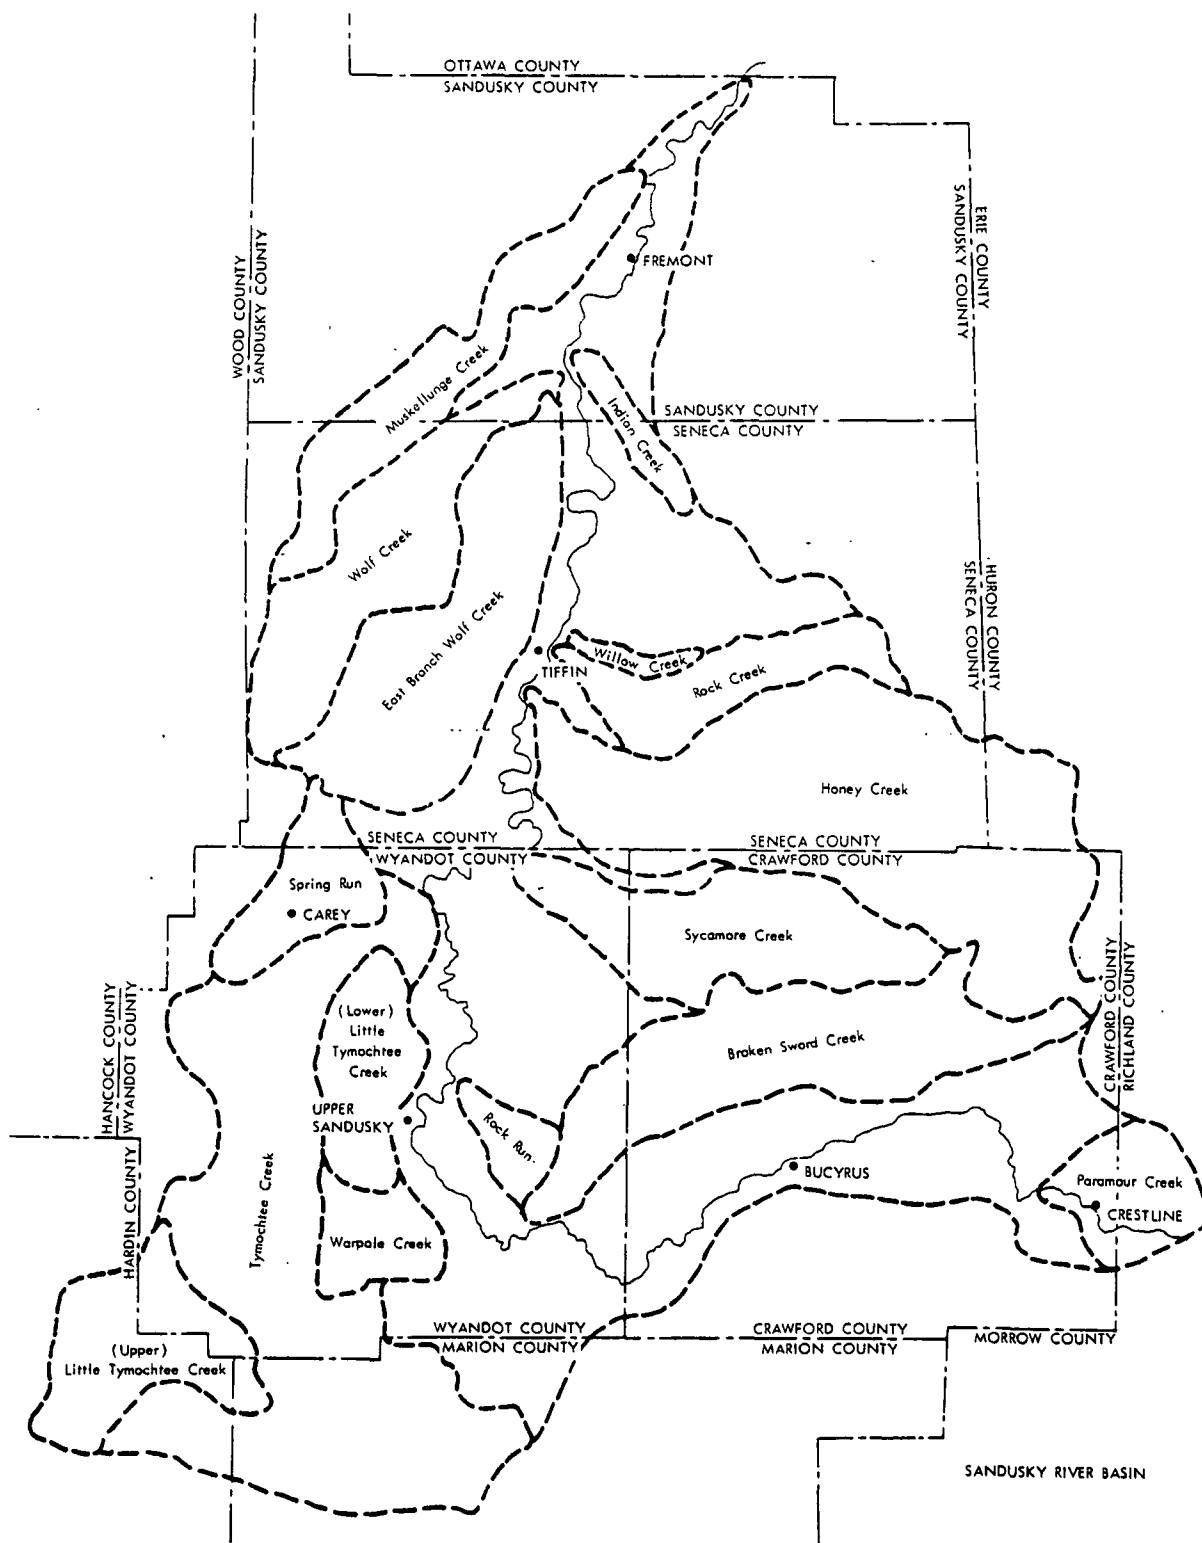 OTTAWA COUNTY
SANDUSKY COUNTY
WOOD COUNTY
SANDUSKY COUNTY
ERIE COUNTY
SANDUSKY COUNTY
FREMONT
Muskellunge Creek
Indian Creek
SANDUSKY COUNTY
SENECA COUNTY
Wolf Creek
East Branch Wolf Creek
HURON COUNTY
SENECA COUNTY
Willow Creek
TIFFIN
Rock Creek
Honey Creek
SENECA COUNTY
WYANDOT COUNTY
SENECA COUNTY
CRAWFORD COUNTY
Spring Run
CAREY
Sycamore Creek
HANCOCK COUNTY
WYANDOT COUNTY
(Lower)
Little
Tymochtee
Creek
Broken Sword Creek
CRAWFORD COUNTY
RICHLAND COUNTY
UPPER
SANDUSKY
Rock Run
BUCYRUS
Paramour Creek
CRESTLINE
HARDIN COUNTY
Tymochtee Creek
Warpole Creek
WYANDOT COUNTY
MARION COUNTY
CRAWFORD COUNTY
MARION COUNTY
MORROW COUNTY
(Upper)
Little Tymochtee Creek
SANDUSKY RIVER BASIN